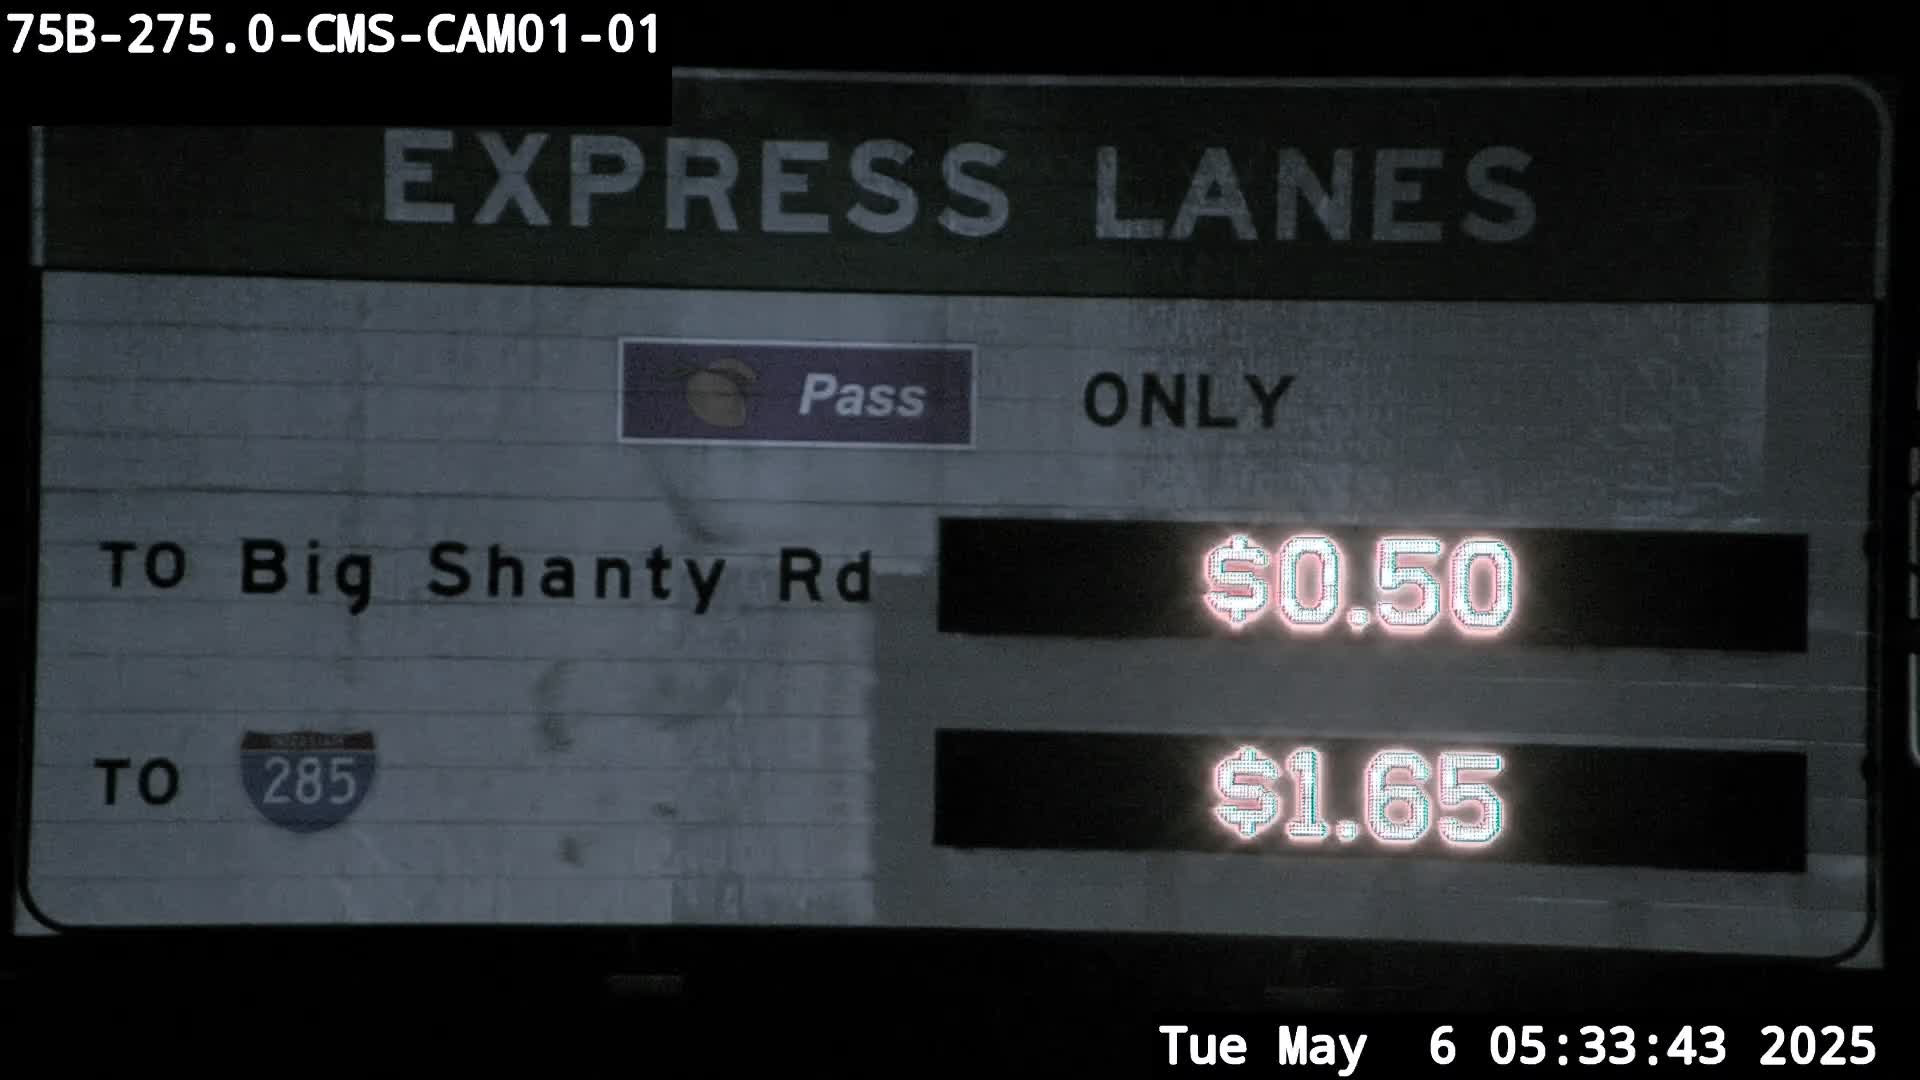 75B-275.0-CMS-CAM01-01
EXPRESS LANES
Pass ONLY
TO Big Shanty Rd $0.50
TO INTERSTATE 285 $1.65
Tue May 6 05:33:43 2025